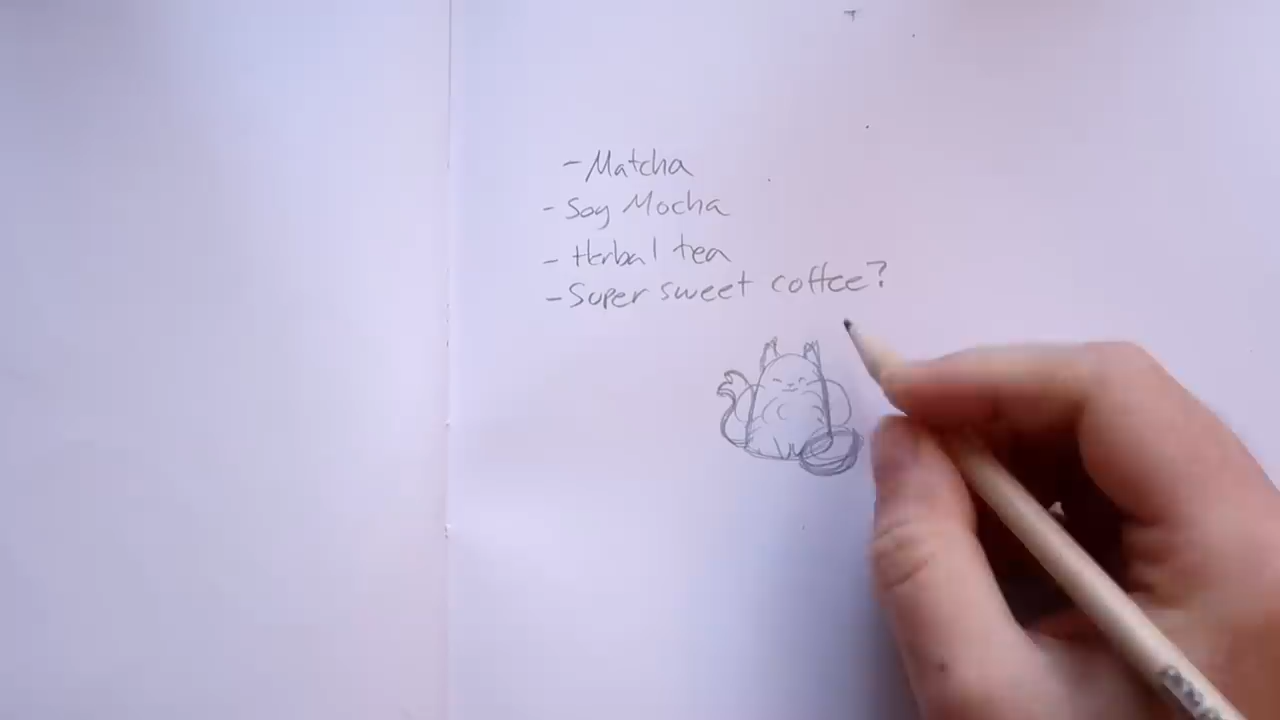 - Matcha
- Soy Mocha
- Herbal tea
- Super sweet coffee?